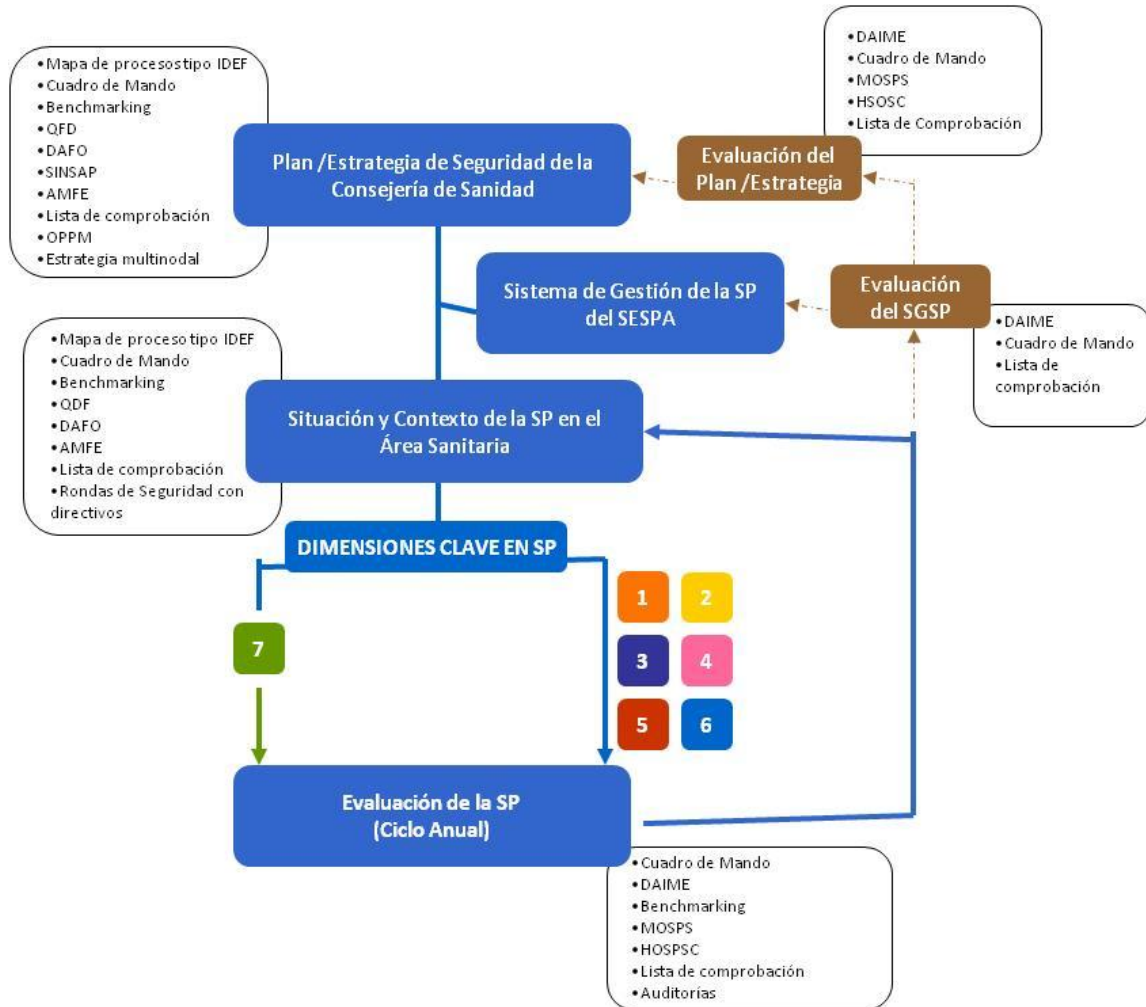 •Mapa de procesos tipo IDEF
•Cuadro de Mando
•Benchmarking
•QFD
•DAFO
•SINSAP
•AMFE
•Lista de comprobación
•OPPM
•Estrategia multinodal
Plan /Estrategia de Seguridad de la
Consejería de Sanidad
Evaluación del
Plan /Estrategia
•DAIME
•Cuadro de Mando
•MOSPS
•HSOSC
•Lista de Comprobación
Sistema de Gestión de la SP
del SESPA
Evaluación
del SGSP
•DAIME
•Cuadro de Mando
•Lista de
comprobación
•Mapa de proceso tipo IDEF
•Cuadro de Mando
•Benchmarking
•QDF
•DAFO
•AMFE
•Lista de comprobación
•Rondas de Seguridad con
directivos
Situación y Contexto de la SP en el
Área Sanitaria
DIMENSIONES CLAVE EN SP
1 2
7
3 4
5 6
Evaluación de la SP
(Ciclo Anual)
•Cuadro de Mando
•DAIME
•Benchmarking
•MOSPS
•HOSPSC
•Lista de comprobación
•Auditorías